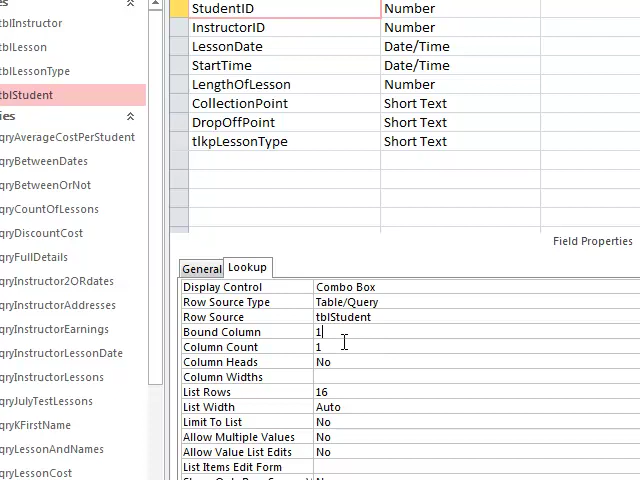 es
tblInstructor
tblLesson
tblLessonType
tblStudent
ies
qryAverageCostPerStudent
qryBetweenDates
qryBetweenOrNot
qryCountOfLessons
qryDiscountCost
qryFullDetails
qryInstructor2ORdates
qryInstructorAddresses
qryInstructorEarnings
qryInstructorLessonDate
qryInstructorLessons
qryJulyTestLessons
qryKFirstName
qryLessonAndNames
qryLessonCost
StudentID Number
InstructorID Number
LessonDate Date/Time
StartTime Date/Time
LengthOfLesson Number
CollectionPoint Short Text
DropOffPoint Short Text
tlkpLessonType Short Text
Field Properties
General Lookup
Display Control Combo Box
Row Source Type Table/Query
Row Source tblStudent
Bound Column 1
Column Count 1
Column Heads No
Column Widths
List Rows 16
List Width Auto
Limit To List No
Allow Multiple Values No
Allow Value List Edits No
List Items Edit Form